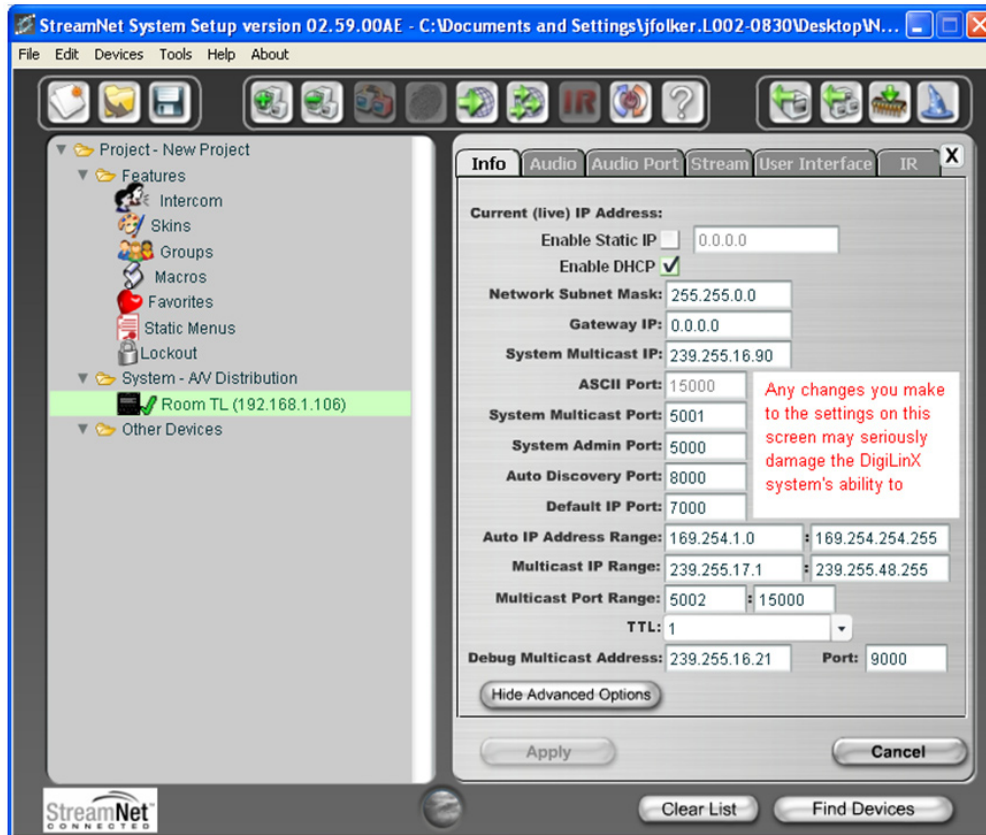 StreamNet System Setup version 02.59.00AE - C:\Documents and Settings\jfolker.L002-0830\Desktop\N...
File Edit Devices Tools Help About
IR ?
Project - New Project
Features
Intercom
Skins
Groups
Macros
Favorites
Static Menus
Lockout
System - A/V Distribution
Room TL (192.168.1.106)
Other Devices
Info Audio Audio Port Stream User Interface IR X
Current (live) IP Address:
Enable Static IP 0.0.0.0
Enable DHCP
Network Subnet Mask: 255.255.0.0
Gateway IP: 0.0.0.0
System Multicast IP: 239.255.16.90
ASCII Port: 15000
System Multicast Port: 5001
System Admin Port: 5000
Auto Discovery Port: 8000
Default IP Port: 7000
Any changes you make
to the settings on this
screen may seriously
damage the DigiLinX
system's ability to
Auto IP Address Range: 169.254.1.0 : 169.254.254.255
Multicast IP Range: 239.255.17.1 : 239.255.48.255
Multicast Port Range: 5002 : 15000
TTL: 1
Debug Multicast Address: 239.255.16.21 Port: 9000
Hide Advanced Options
Apply Cancel
StreamNet™
CONNECTED
Clear List Find Devices